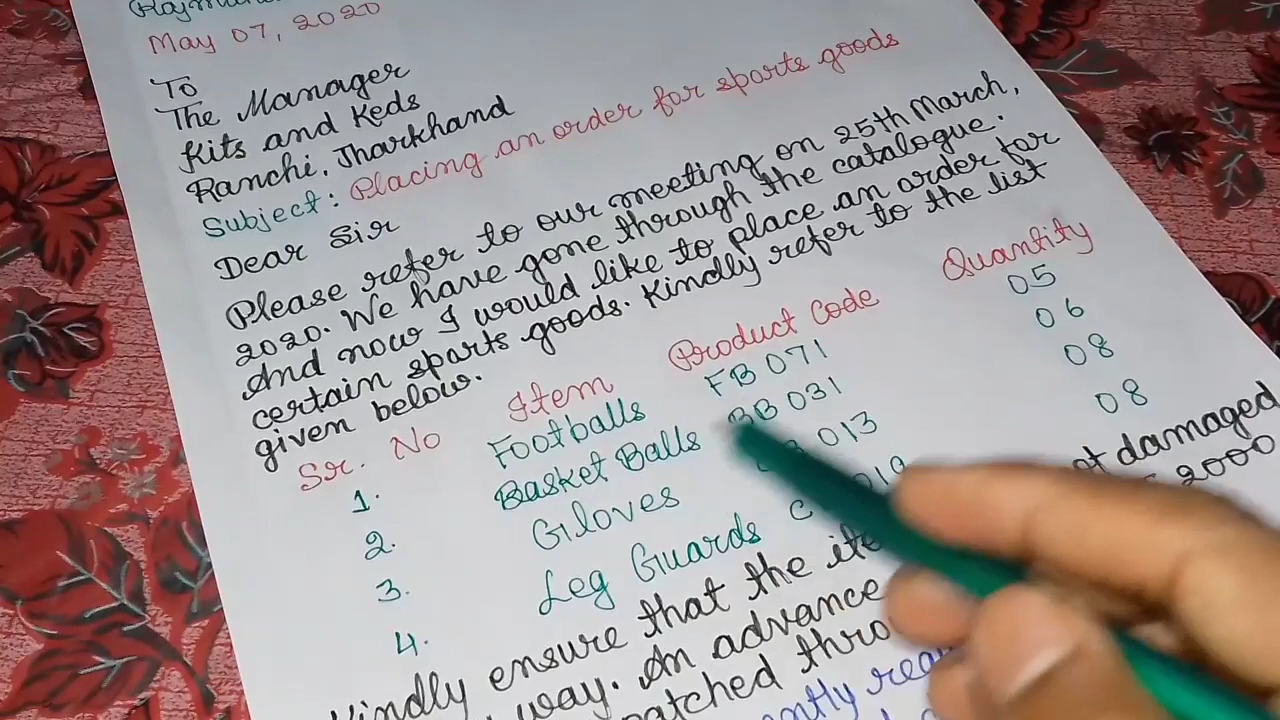 May 07, 2020
To
The Manager
Kits and Keds
Ranchi, Jharkhand
Subject: Placing an order for sports goods
Dear Sir
Please refer to our meeting on 25th March,
2020. We have gone through the catalogue.
And now I would like to place an order for
certain sports goods. Kindly refer to the list
given below.
Sr. No Item Product Code Quantity
1. Footballs FB 071 05
2. Basket Balls BB 031 06
3. Gloves 013 08
4. Leg Guards 08
Kindly ensure that the damaged
way. An advance 2000